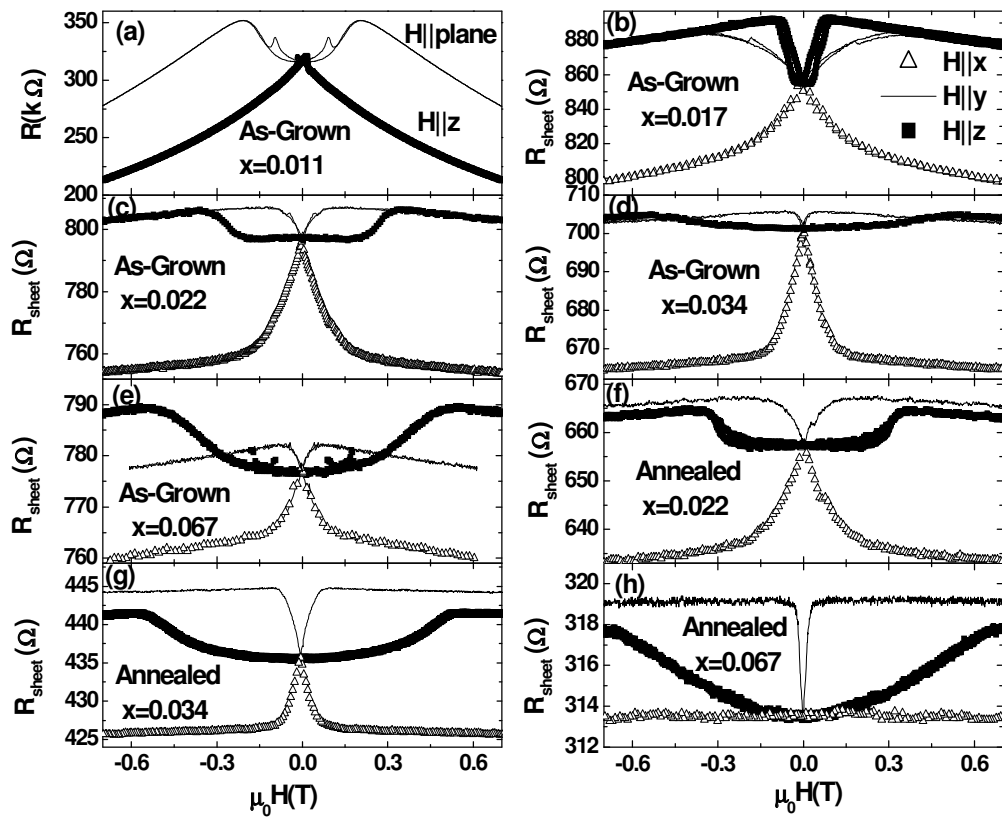 (a)
H||plane
H||z
As-Grown
x=0.011
R(kΩ)
350
300
250
200
(b)
As-Grown
x=0.017
H||x
H||y
H||z
R_sheet (Ω)
880
860
840
820
800
(c)
As-Grown
x=0.022
R_sheet (Ω)
800
780
760
(d)
As-Grown
x=0.034
R_sheet (Ω)
710
700
690
680
670
(e)
As-Grown
x=0.067
R_sheet (Ω)
790
780
770
760
(f)
Annealed
x=0.022
R_sheet (Ω)
670
660
650
640
(g)
Annealed
x=0.034
R_sheet (Ω)
445
440
435
430
425
-0.6 -0.3 0.0 0.3 0.6
μ₀H(T)
(h)
Annealed
x=0.067
R_sheet (Ω)
320
318
316
314
312
-0.6 -0.3 0.0 0.3 0.6
μ₀H(T)